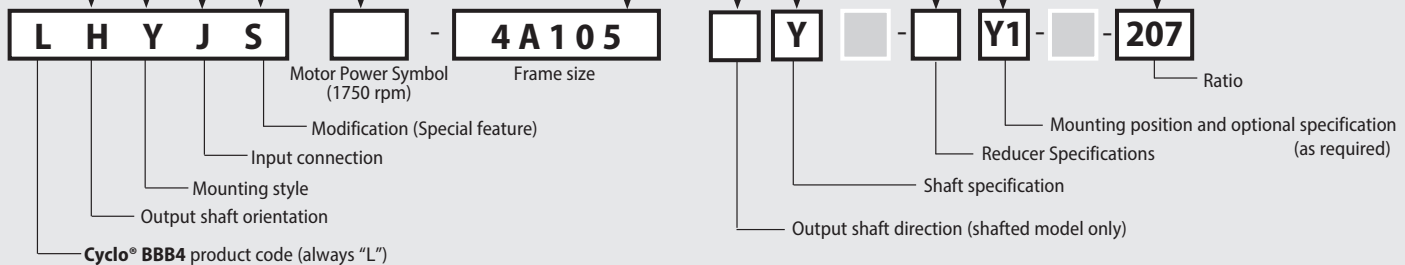 L H Y J S - 4A105 Y - Y1 - - 207
Motor Power Symbol
(1750 rpm)
Frame size
Ratio
Modification (Special feature)
Mounting position and optional specification
(as required)
Input connection
Reducer Specifications
Mounting style
Shaft specification
Output shaft orientation
Output shaft direction (shafted model only)
Cyclo® BBB4 product code (always “L”)